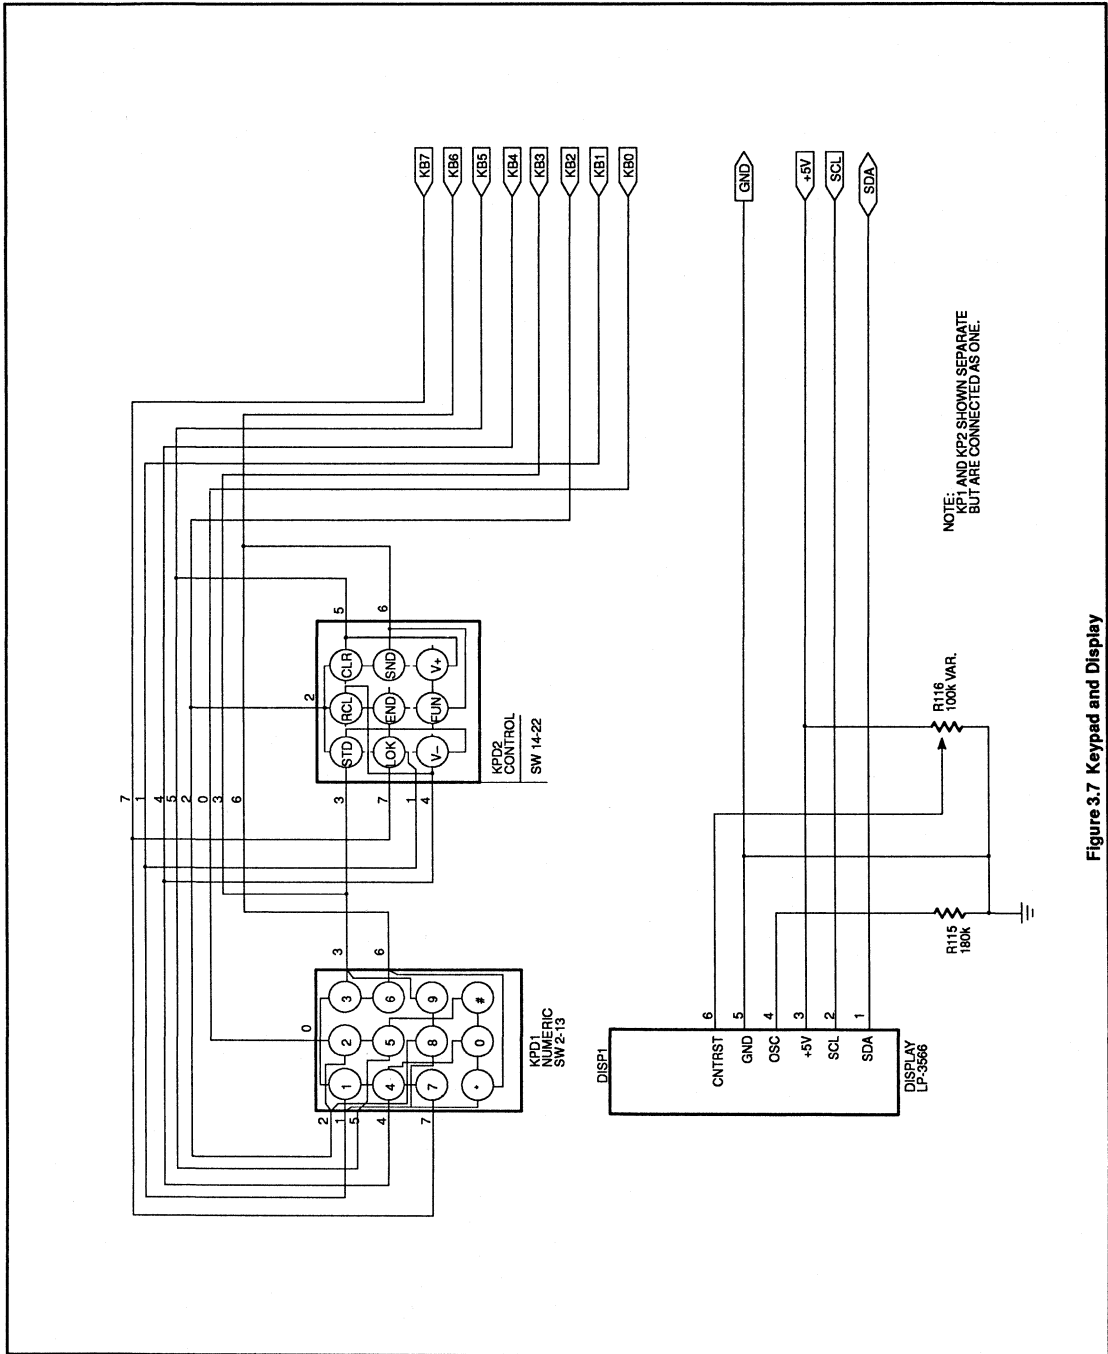 7
1
4
5
2
0
3
6
KB7
KB6
KB5
KB4
KB3
KB2
KB1
KB0
0
3
6
2
1
5
4
7
1
2
3
4
5
6
7
8
9
0
#
KPD1
NUMERIC
SW 2-13
2
5
6
3
7
1
4
STD
RCL
CLR
LOK
END
SND
V–
FUN
V+
KPD2
CONTROL
SW 14-22
DISP1
CNTRST
GND
OSC
+5V
SCL
SDA
6
5
4
3
2
1
DISPLAY
LP-3566
R115
180k
R116
100k VAR.
GND
+5V
SCL
SDA
NOTE:
KP1 AND KP2 SHOWN SEPARATE
BUT ARE CONNECTED AS ONE.
Figure 3.7 Keypad and Display